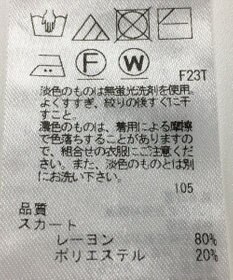 F W
F23T
淡色のものは無蛍光洗剤を使用。
よくすすぎ、絞りの後すぐに干
すこと。
濃色のものは、着用による摩擦
で色落ちすることがありますの
で、組合せの衣服にご注意くだ
さい。また、淡色のものとは別
にお洗い下さい。
105
品質
スカート
レーヨン 80%
ポリエステル 20%